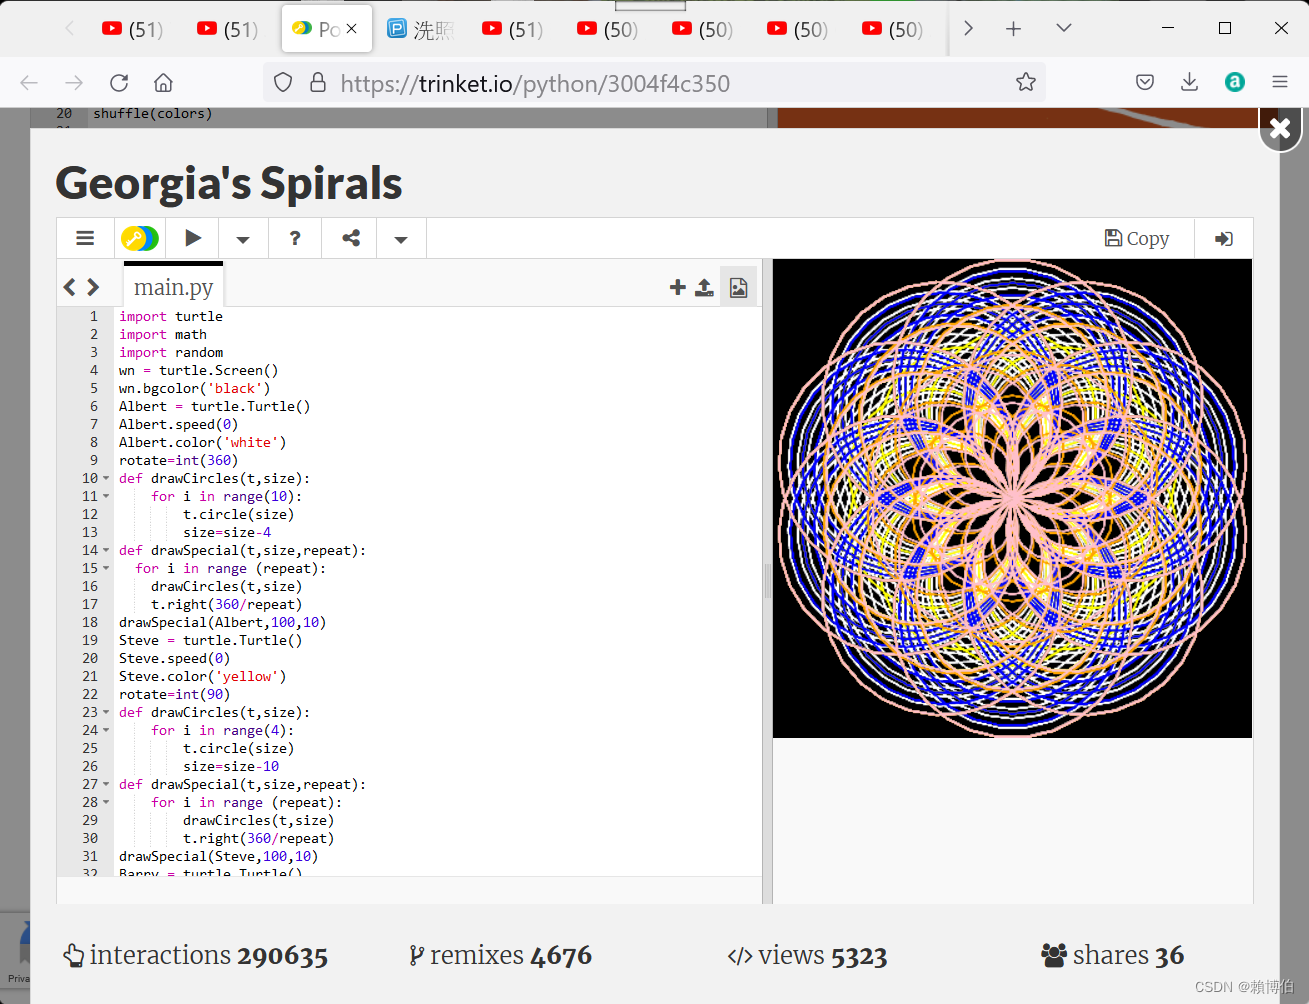 (51)
(51)
Po
洗照
(51)
(50)
(50)
(50)
(50)
https://trinket.io/python/3004f4c350
a
20 shuffle(colors)
Georgia's Spirals
?
Copy
main.py
1 import turtle
2 import math
3 import random
4 wn = turtle.Screen()
5 wn.bgcolor('black')
6 Albert = turtle.Turtle()
7 Albert.speed(0)
8 Albert.color('white')
9 rotate=int(360)
10 def drawCircles(t,size):
11 for i in range(10):
12 t.circle(size)
13 size=size-4
14 def drawSpecial(t,size,repeat):
15 for i in range (repeat):
16 drawCircles(t,size)
17 t.right(360/repeat)
18 drawSpecial(Albert,100,10)
19 Steve = turtle.Turtle()
20 Steve.speed(0)
21 Steve.color('yellow')
22 rotate=int(90)
23 def drawCircles(t,size):
24 for i in range(4):
25 t.circle(size)
26 size=size-10
27 def drawSpecial(t,size,repeat):
28 for i in range (repeat):
29 drawCircles(t,size)
30 t.right(360/repeat)
31 drawSpecial(Steve,100,10)
32 Barry = turtle.Turtle()
interactions 290635
remixes 4676
views 5323
shares 36
Priva
CSDN @賴博伯